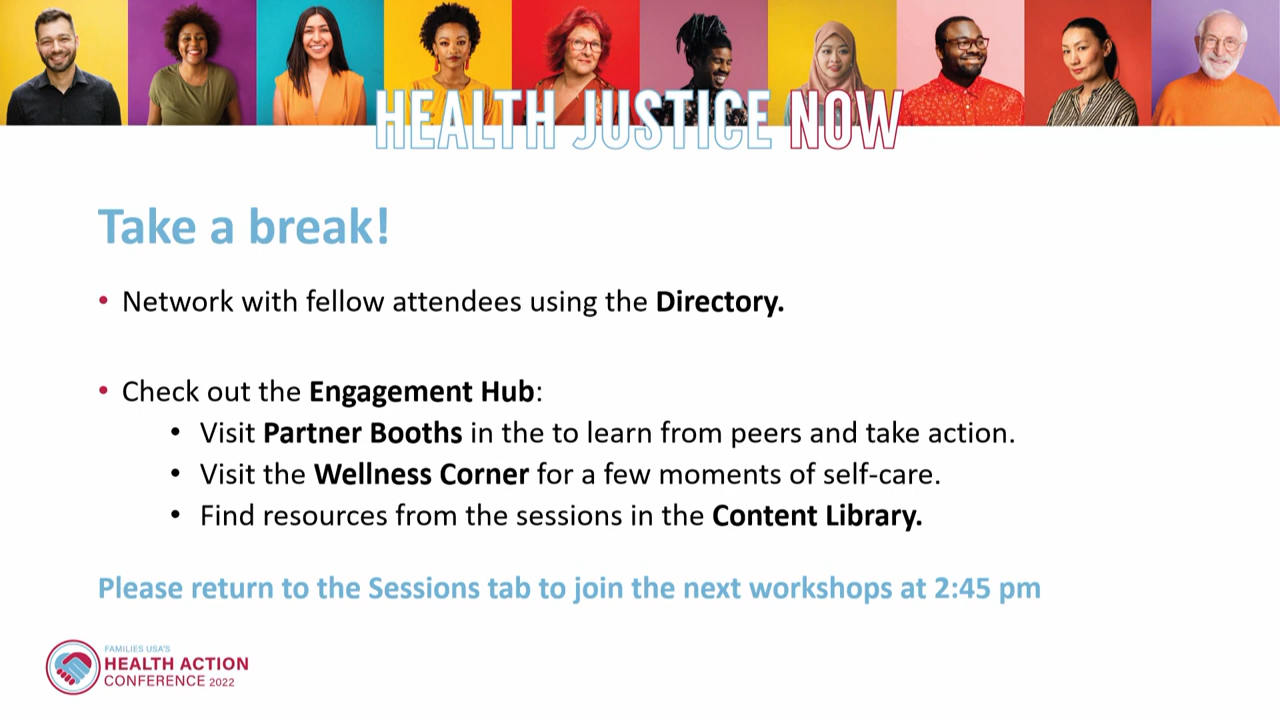 HEALTH JUSTICE NOW
Take a break!
• Network with fellow attendees using the Directory.
• Check out the Engagement Hub:
• Visit Partner Booths in the to learn from peers and take action.
• Visit the Wellness Corner for a few moments of self-care.
• Find resources from the sessions in the Content Library.
Please return to the Sessions tab to join the next workshops at 2:45 pm
FAMILIES USA'S
HEALTH ACTION
CONFERENCE 2022